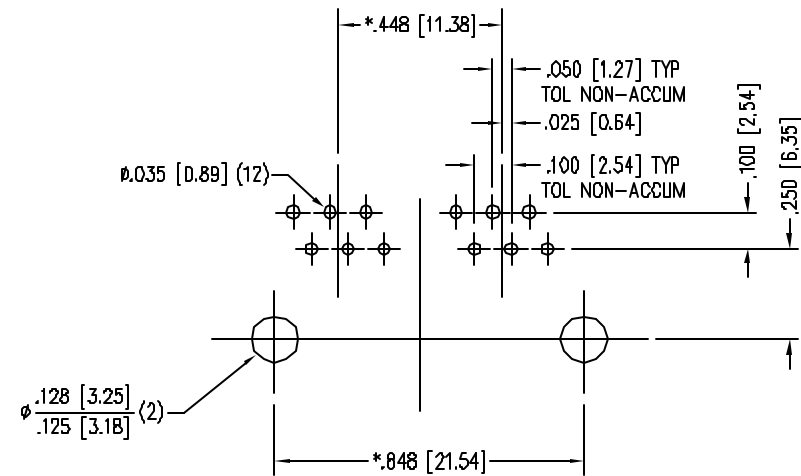 *.448 [11.38]
.050 [1.27] TYP
TOL NON-ACCUM
.025 [0.64]
.100 [2.54] TYP
TOL NON-ACCUM
.100 [2.54]
.250 [6.35]
ø.035 [0.89] (12)
ø .128 [3.25]
.125 [3.18] (2)
*.848 [21.54]